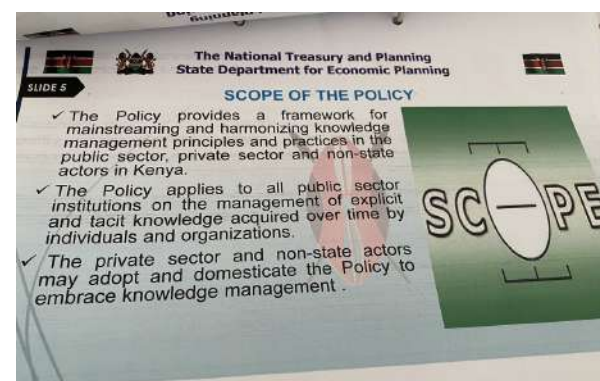 The National Treasury and Planning
State Department for Economic Planning
SLIDE 5
SCOPE OF THE POLICY
✓ The Policy provides a framework for
mainstreaming and harmonizing knowledge
management principles and practices in the
public sector, private sector and non-state
actors in Kenya.
✓ The Policy applies to all public sector
institutions on the management of explicit
and tacit knowledge acquired over time by
individuals and organizations.
✓ The private sector and non-state actors
may adopt and domesticate the Policy to
embrace knowledge management .
SCOPE